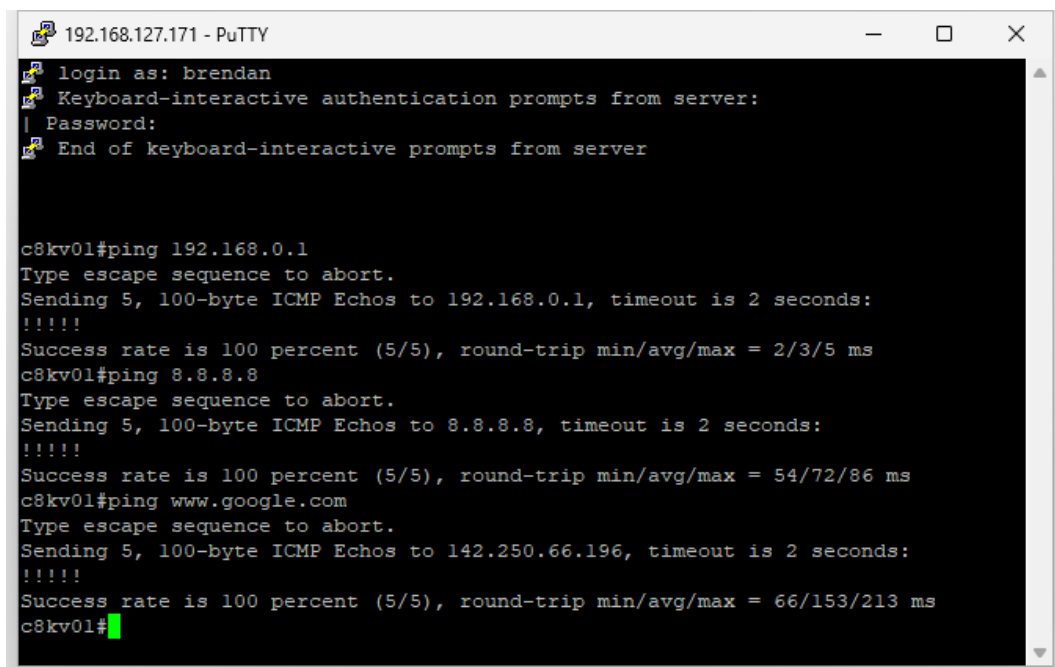 192.168.127.171 - PuTTY
login as: brendan
Keyboard-interactive authentication prompts from server:
| Password:
End of keyboard-interactive prompts from server
c8kv01#ping 192.168.0.1
Type escape sequence to abort.
Sending 5, 100-byte ICMP Echos to 192.168.0.1, timeout is 2 seconds:
!!!!!
Success rate is 100 percent (5/5), round-trip min/avg/max = 2/3/5 ms
c8kv01#ping 8.8.8.8
Type escape sequence to abort.
Sending 5, 100-byte ICMP Echos to 8.8.8.8, timeout is 2 seconds:
!!!!!
Success rate is 100 percent (5/5), round-trip min/avg/max = 54/72/86 ms
c8kv01#ping www.google.com
Type escape sequence to abort.
Sending 5, 100-byte ICMP Echos to 142.250.66.196, timeout is 2 seconds:
!!!!!
Success rate is 100 percent (5/5), round-trip min/avg/max = 66/153/213 ms
c8kv01#